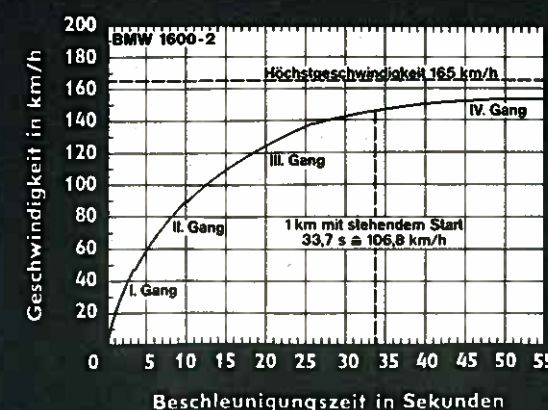 Geschwindigkeit in km/h
200
180
160
140
120
100
80
60
40
20
BMW 1600-2
Höchstgeschwindigkeit 165 km/h
IV. Gang
III. Gang
1 km mit stehendem Start
33,7 s ≙ 106,8 km/h
II. Gang
I. Gang
0 5 10 15 20 25 30 35 40 45 50 55
Beschleunigungszeit in Sekunden